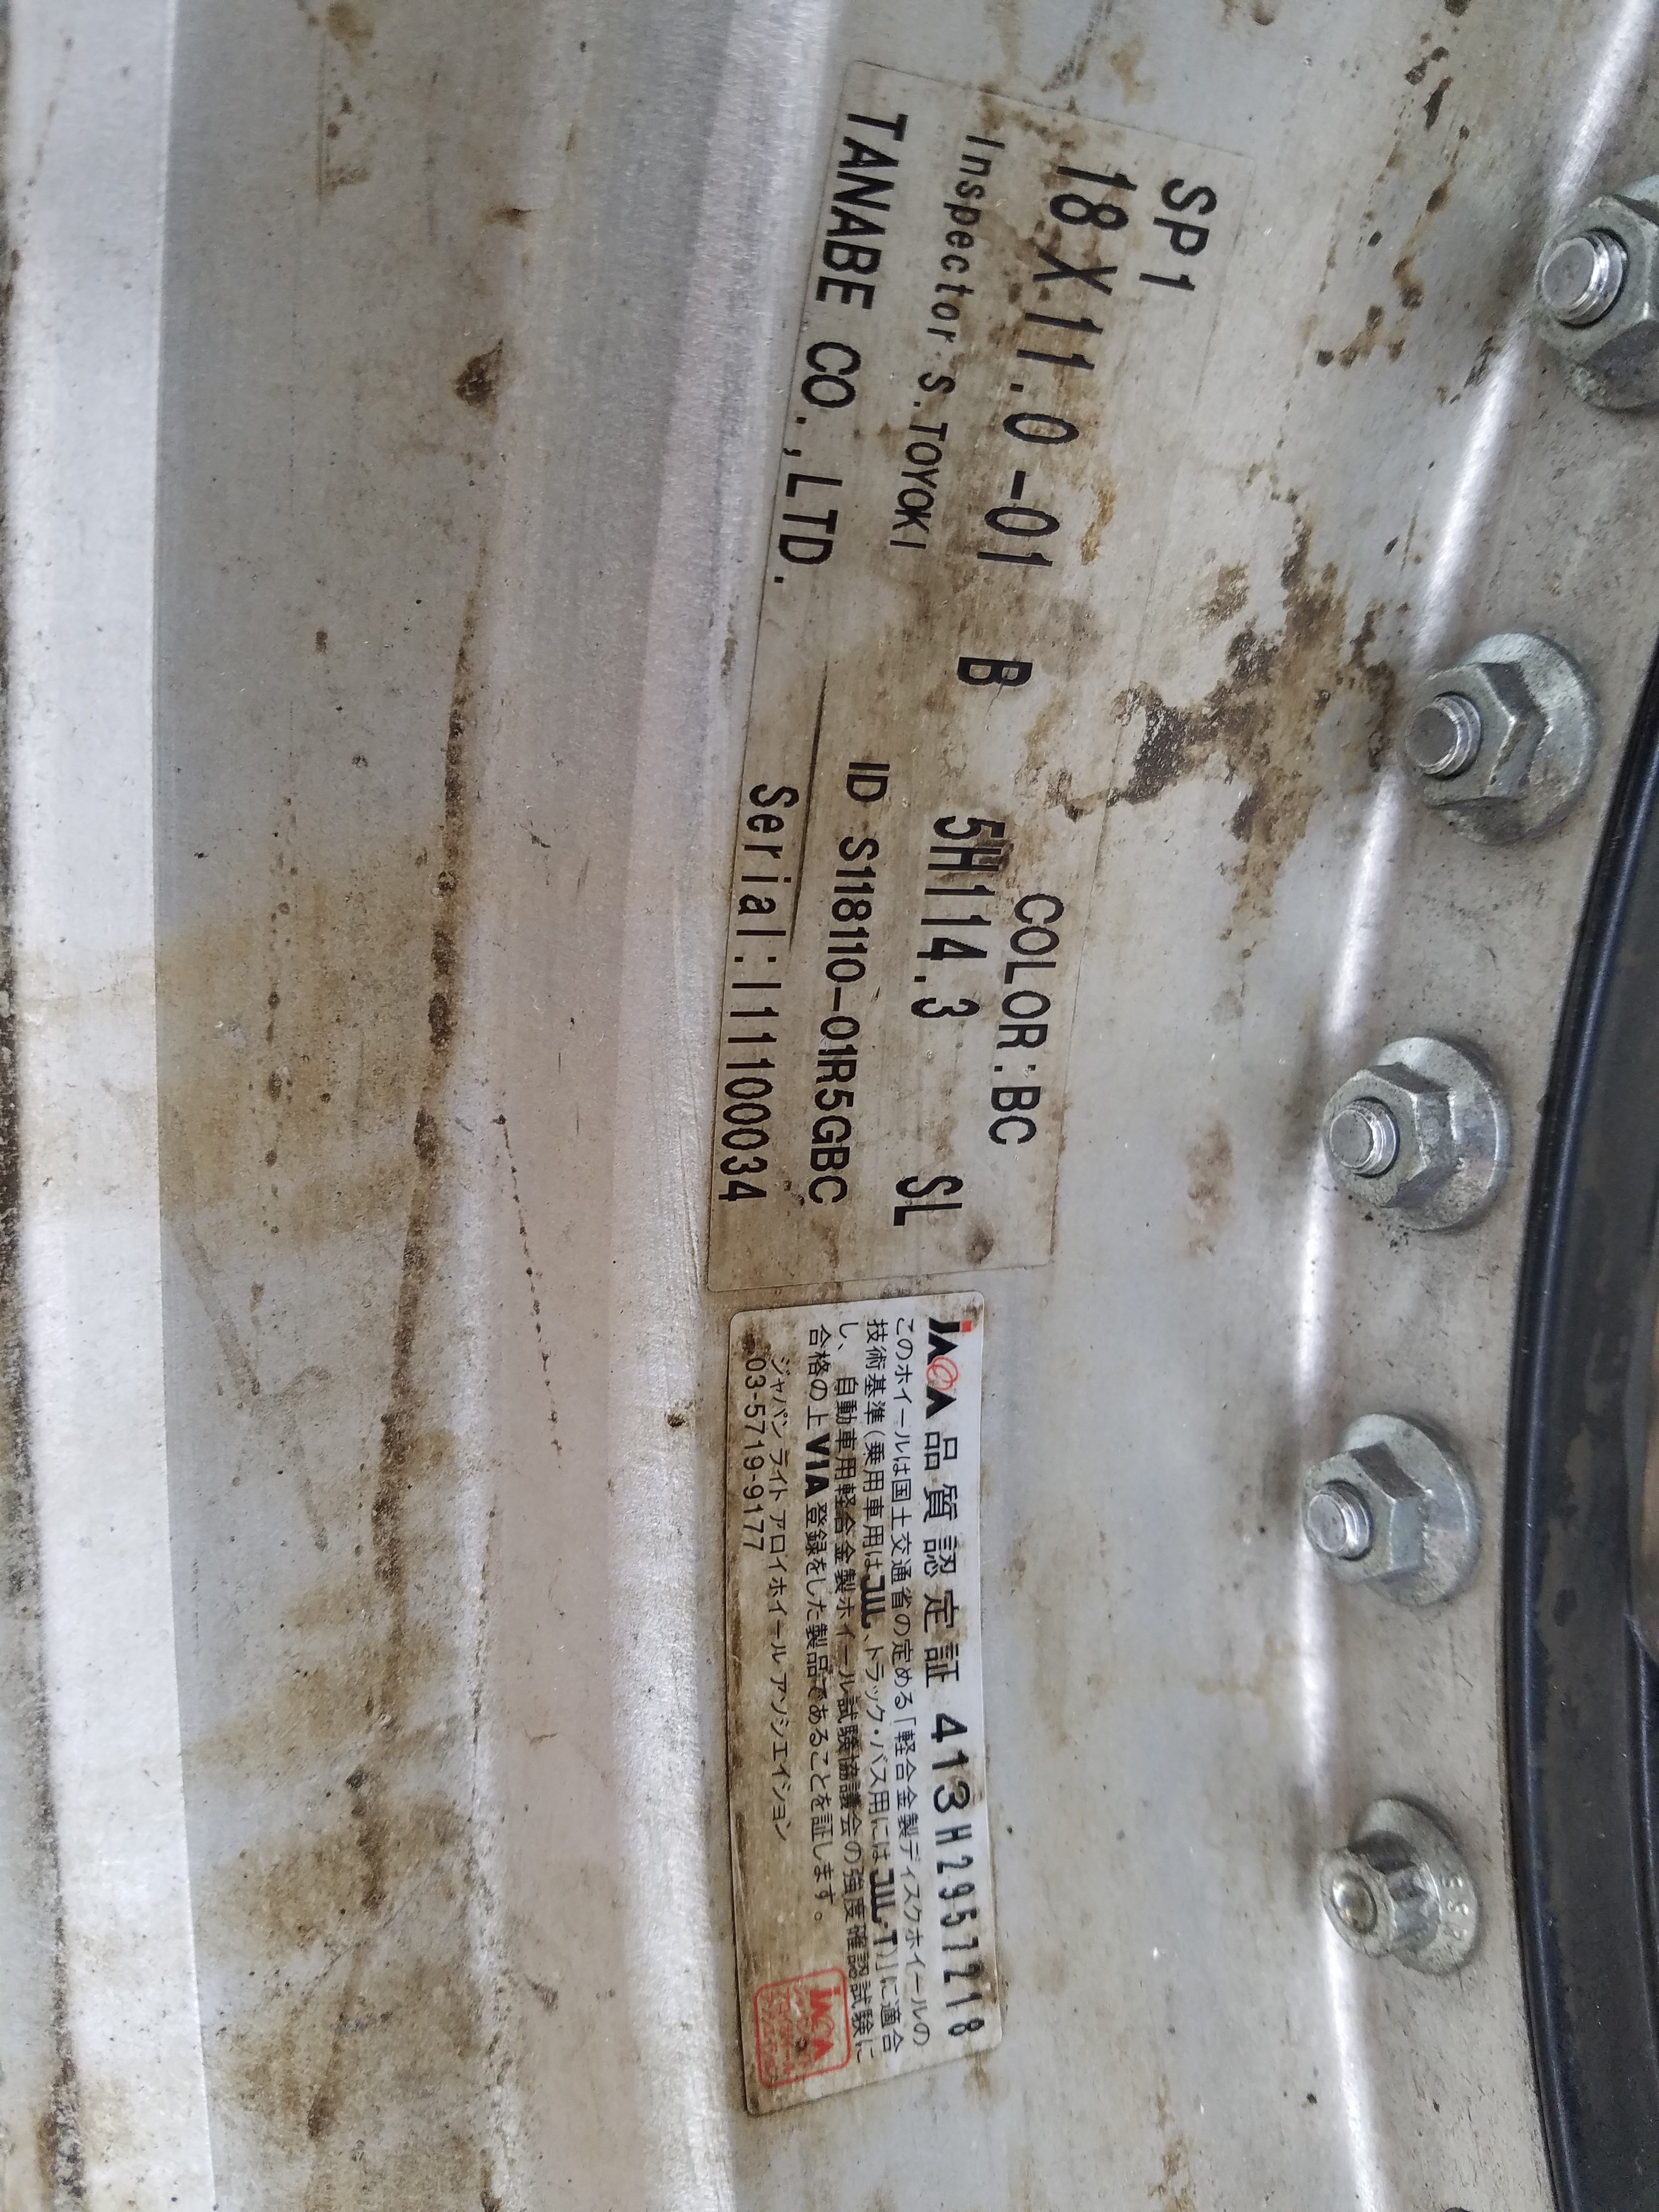 SP1
COLOR:BC
18X11.0-01 B 5H114.3 SL
Inspector S.TOYOKI
ID S118110-01R5GBC
TANABE CO.,LTD.
Serial:111100034
JAWA 品質認定証 413H29571218
このホイールは国土交通省の定める「軽合金製ディスクホイールの
技術基準(乗用車用はJWL、トラック・バス用にはJWL-T)」に適合
し、自動車用軽合金製ホイール試験協議会の強度確認試験に
合格の上VIA登録をした製品であることを証します。
ジャパン ライト アロイホイール アソシエイション
03-5719-9177
JAWA